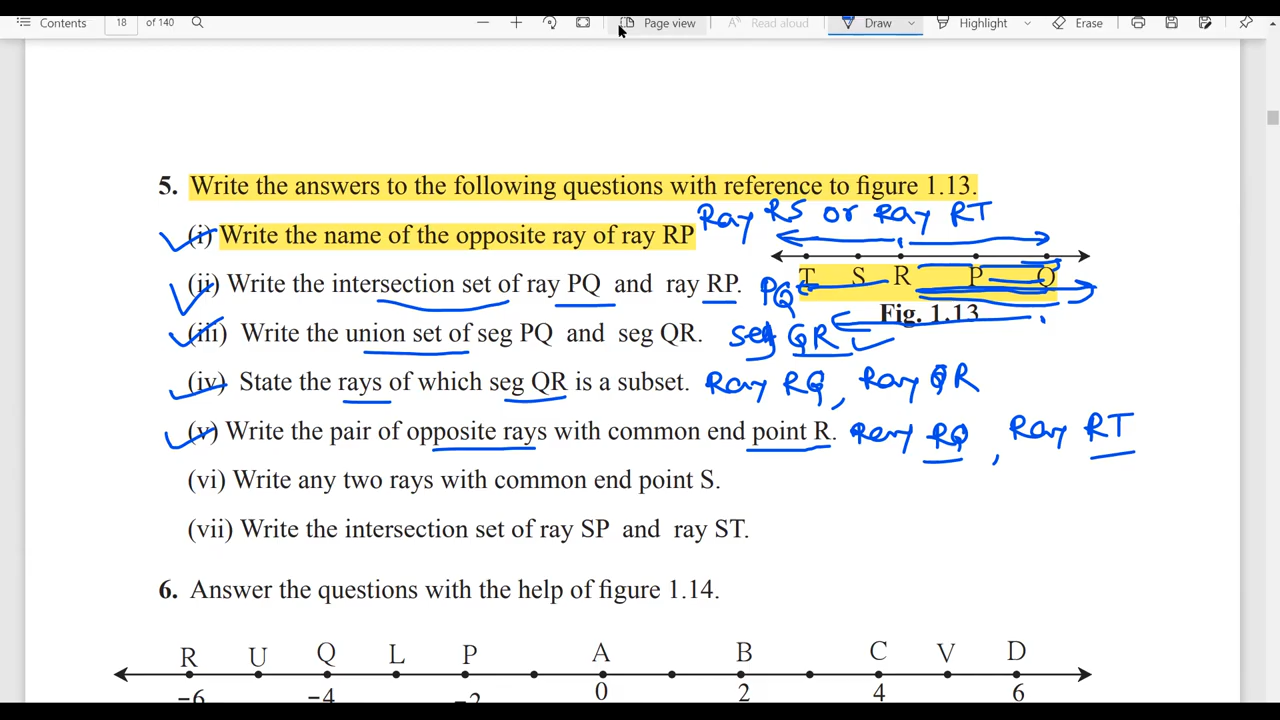 Contents 18 of 140 Page view Read aloud Draw Highlight Erase
5. Write the answers to the following questions with reference to figure 1.13.
Ray RS or Ray RT
(i) Write the name of the opposite ray of ray RP
T S R P Q
(ii) Write the intersection set of ray PQ and ray RP. PQ
Fig. 1.13
(iii) Write the union set of seg PQ and seg QR. seg QR
(iv) State the rays of which seg QR is a subset. Ray RQ, Ray QR
(v) Write the pair of opposite rays with common end point R. Ray RQ, Ray RT
(vi) Write any two rays with common end point S.
(vii) Write the intersection set of ray SP and ray ST.
6. Answer the questions with the help of figure 1.14.
R U Q L P A B C V D
-6 -4 -2 0 2 4 6